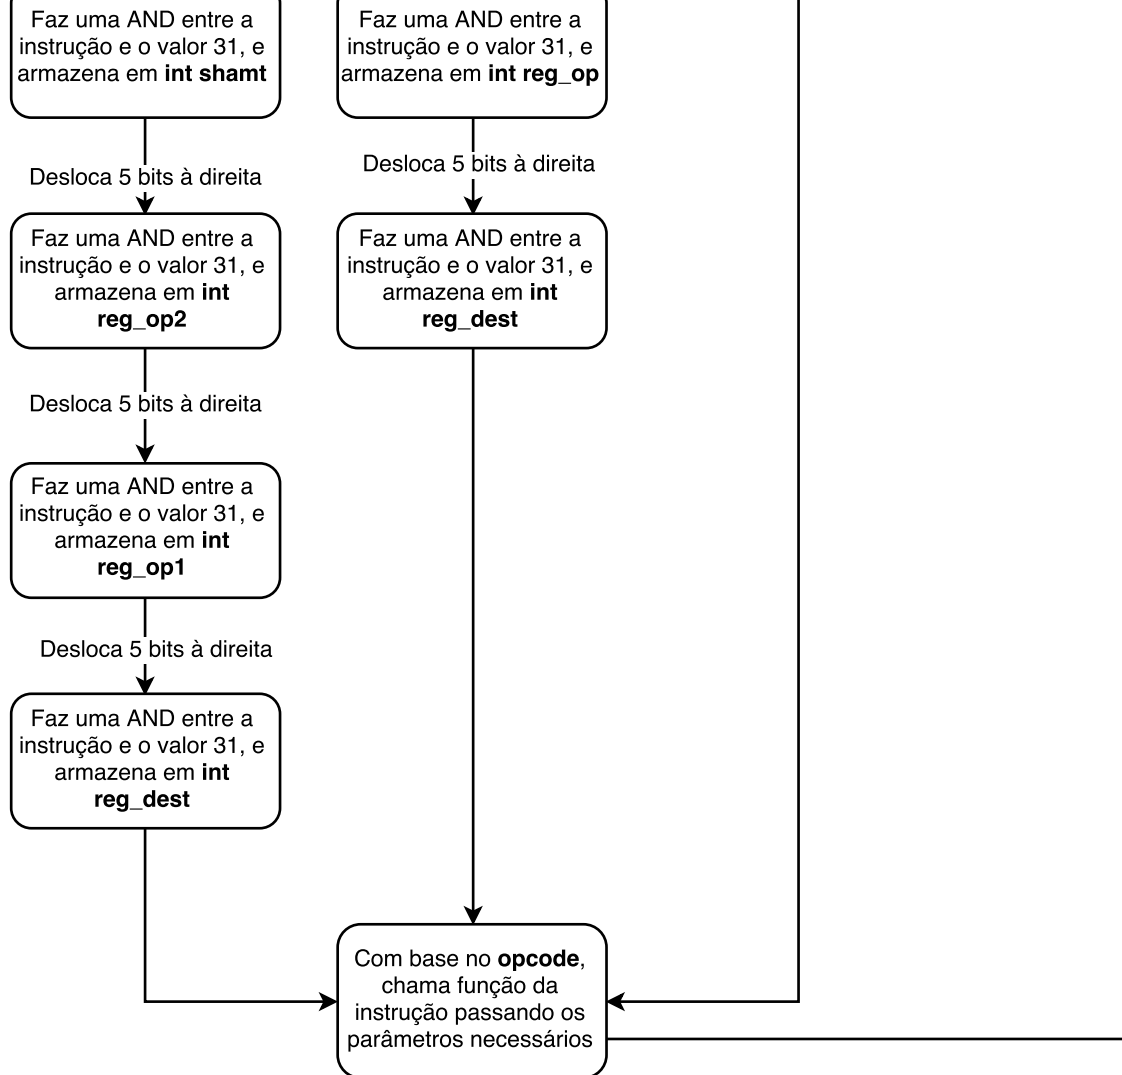 Faz uma AND entre a
instrução e o valor 31, e
armazena em int shamt
Desloca 5 bits à direita
Faz uma AND entre a
instrução e o valor 31, e
armazena em int
reg_op2
Desloca 5 bits à direita
Faz uma AND entre a
instrução e o valor 31, e
armazena em int
reg_op1
Desloca 5 bits à direita
Faz uma AND entre a
instrução e o valor 31, e
armazena em int
reg_dest
Faz uma AND entre a
instrução e o valor 31, e
armazena em int reg_op
Desloca 5 bits à direita
Faz uma AND entre a
instrução e o valor 31, e
armazena em int
reg_dest
Com base no opcode,
chama função da
instrução passando os
parâmetros necessários